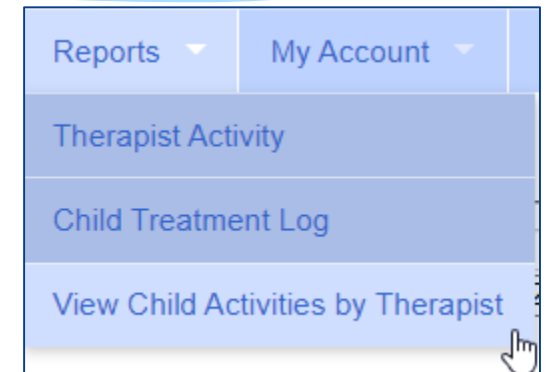 Reports My Account
Therapist Activity
Child Treatment Log
View Child Activities by Therapist